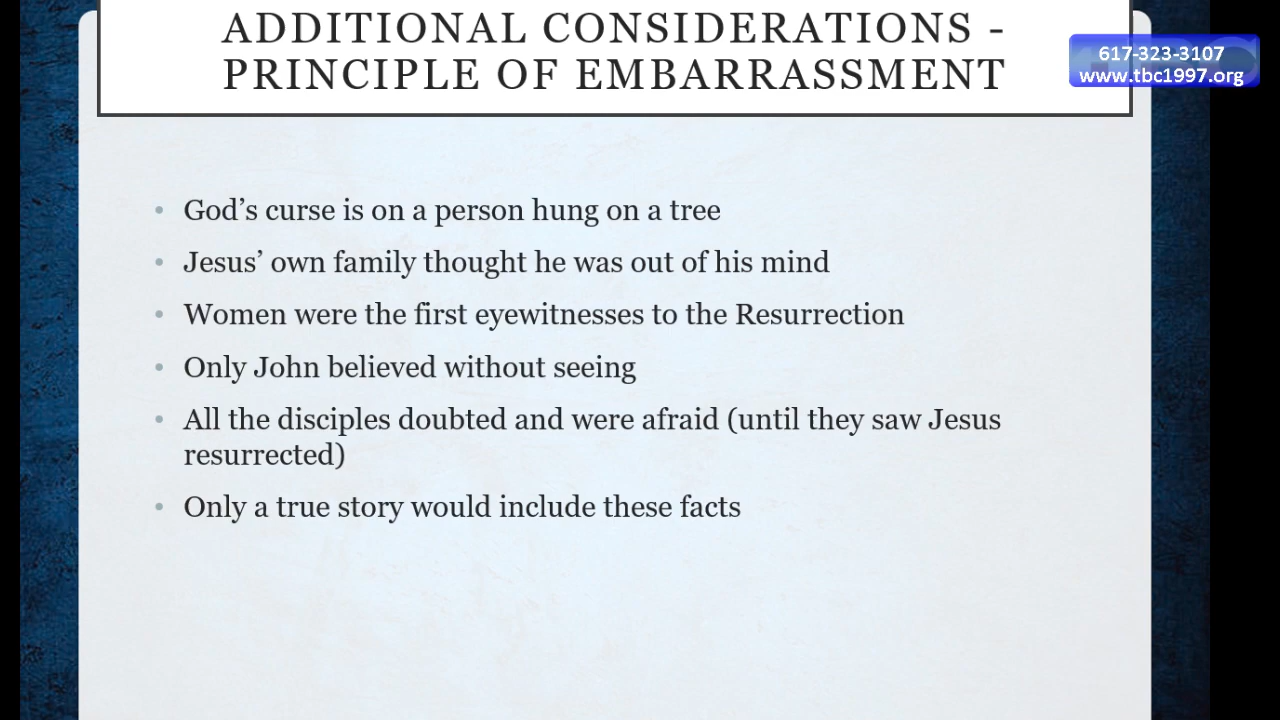 ADDITIONAL CONSIDERATIONS -
PRINCIPLE OF EMBARRASSMENT
617-323-3107
www.tbc1997.org
• God’s curse is on a person hung on a tree
• Jesus’ own family thought he was out of his mind
• Women were the first eyewitnesses to the Resurrection
• Only John believed without seeing
• All the disciples doubted and were afraid (until they saw Jesus
resurrected)
• Only a true story would include these facts